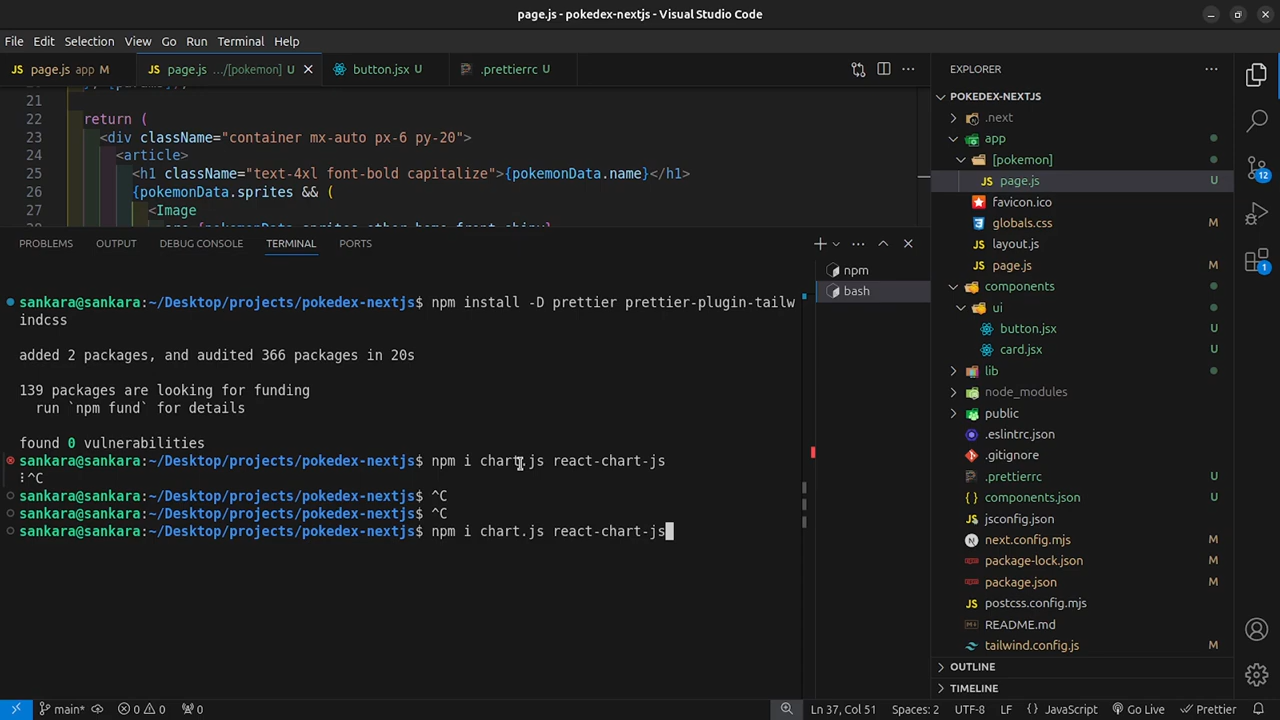 page.js - pokedex-nextjs - Visual Studio Code
File Edit Selection View Go Run Terminal Help
JS page.js app M
JS page.js .../[pokemon] U
button.jsx U
.prettierrc U
21
22 return (
23 <div className="container mx-auto px-6 py-20">
24 <article>
25 <h1 className="text-4xl font-bold capitalize">{pokemonData.name}</h1>
26 {pokemonData.sprites && (
27 <Image
PROBLEMS OUTPUT DEBUG CONSOLE TERMINAL PORTS
sankara@sankara:~/Desktop/projects/pokedex-nextjs$ npm install -D prettier prettier-plugin-tailw
indcss
added 2 packages, and audited 366 packages in 20s
139 packages are looking for funding
run `npm fund` for details
found 0 vulnerabilities
sankara@sankara:~/Desktop/projects/pokedex-nextjs$ npm i chart.js react-chart-js
⠇^C
sankara@sankara:~/Desktop/projects/pokedex-nextjs$ ^C
sankara@sankara:~/Desktop/projects/pokedex-nextjs$ ^C
sankara@sankara:~/Desktop/projects/pokedex-nextjs$ npm i chart.js react-chart-js
npm
bash
EXPLORER
POKEDEX-NEXTJS
.next
app
[pokemon]
JS page.js U
favicon.ico
globals.css M
JS layout.js
JS page.js M
components
ui
button.jsx U
card.jsx U
lib
node_modules
public
.eslintrc.json
.gitignore
.prettierrc U
{} components.json U
jsconfig.json
N next.config.mjs M
package-lock.json M
package.json M
JS postcss.config.mjs
README.md
tailwind.config.js M
OUTLINE
TIMELINE
12
1
main* 0 0 0 Ln 37, Col 51 Spaces: 2 UTF-8 LF {} JavaScript Go Live Prettier